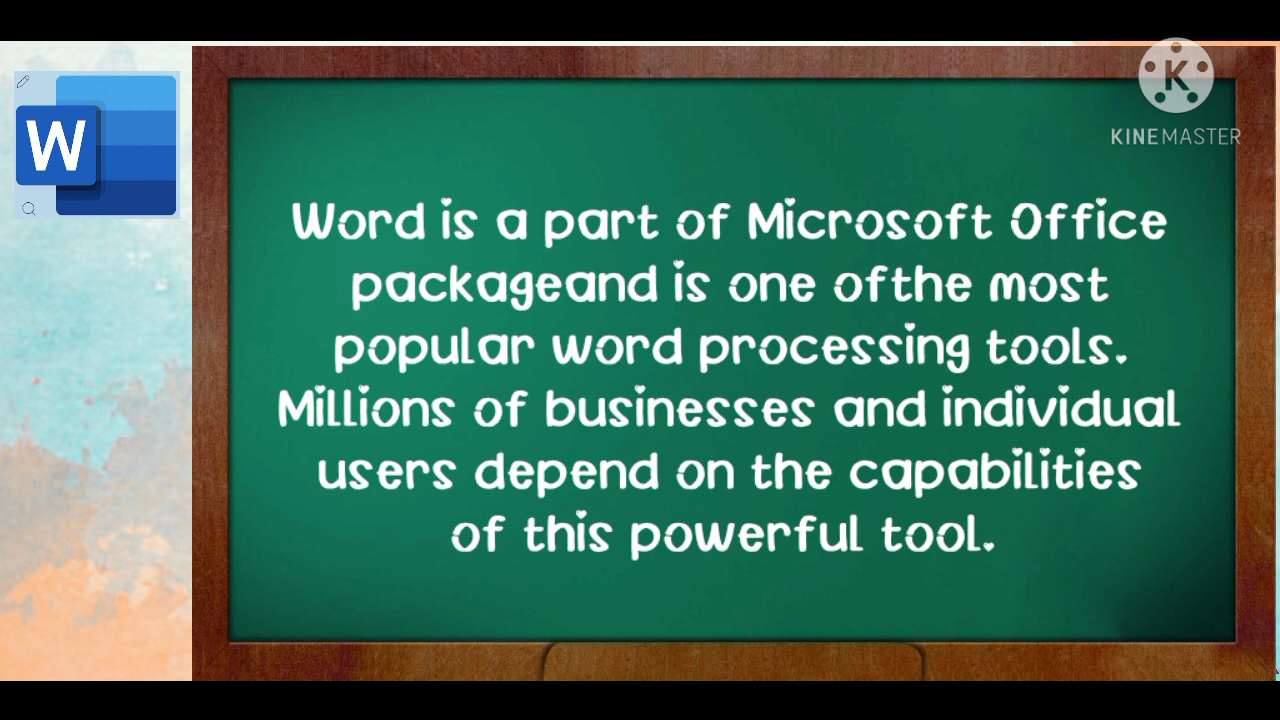 W
K
KINEMASTER
Word is a part of Microsoft Office
packageand is one ofthe most
popular word processing tools.
Millions of businesses and individual
users depend on the capabilities
of this powerful tool.